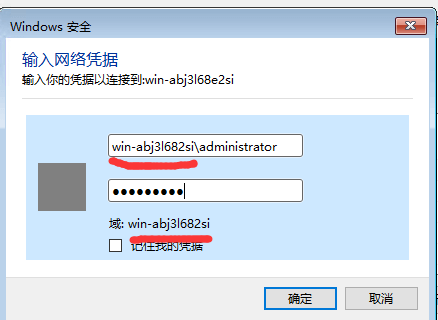 Windows 安全
输入网络凭据
输入你的凭据以连接到:win-abj3l68e2si
win-abj3l682si\administrator
域: win-abj3l682si
记住我的凭据
确定
取消